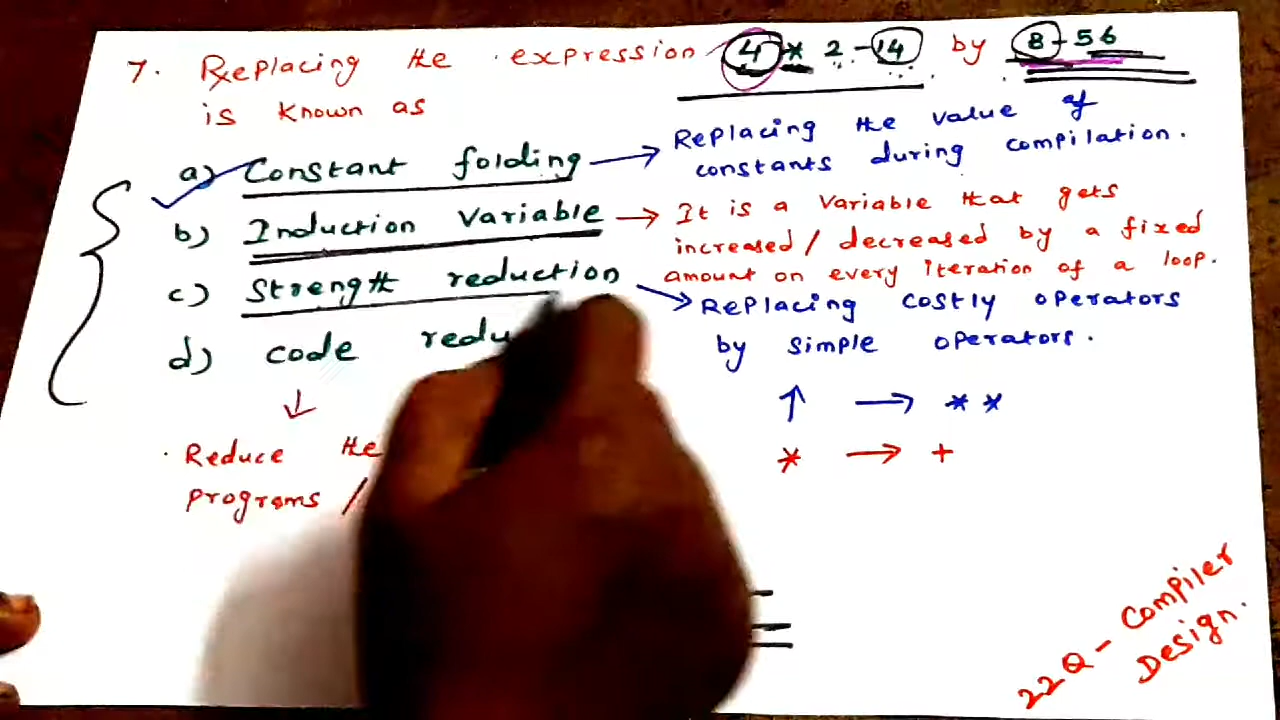 7. Replacing the expression 4 * 2 - 14 by 8 - 56
is known as
a) Constant folding → Replacing the value of
constants during compilation.
b) Induction Variable → It is a variable that gets
increased / decreased by a fixed
amount on every iteration of a loop.
c) Strength reduction → Replacing costly operators
by simple operators.
d) code
↑ → * *
↓
* → +
Reduce the
programs /
22Q - Compiler
Design.